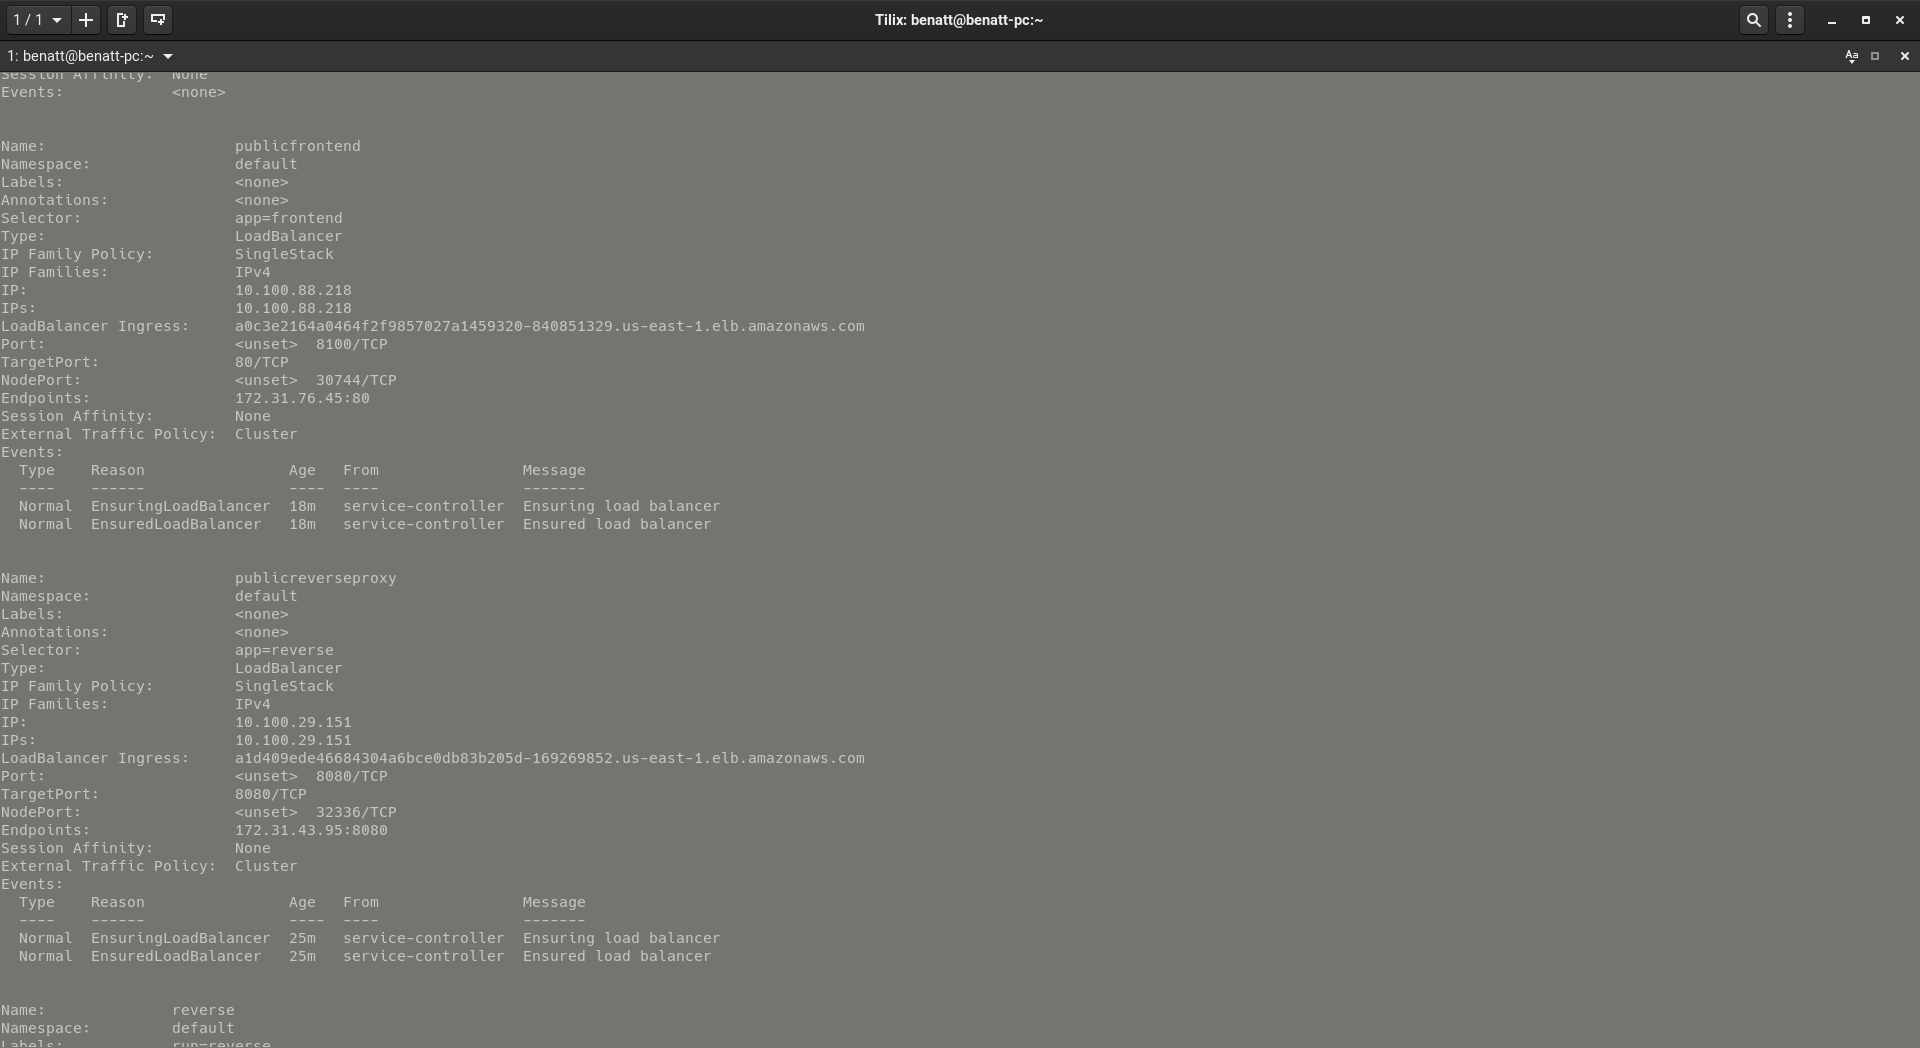 1 / 1
Tilix: benatt@benatt-pc:~
1: benatt@benatt-pc:~
Aa
Session Affinity:  None
Events:            <none>
Name:                     publicfrontend
Namespace:                default
Labels:                   <none>
Annotations:              <none>
Selector:                 app=frontend
Type:                     LoadBalancer
IP Family Policy:         SingleStack
IP Families:              IPv4
IP:                       10.100.88.218
IPs:                      10.100.88.218
LoadBalancer Ingress:     a0c3e2164a0464f2f9857027a1459320-840851329.us-east-1.elb.amazonaws.com
Port:                     <unset>  8100/TCP
TargetPort:               80/TCP
NodePort:                 <unset>  30744/TCP
Endpoints:                172.31.76.45:80
Session Affinity:         None
External Traffic Policy:  Cluster
Events:
  Type    Reason                Age   From                Message
  ----    ------                ----  ----                -------
  Normal  EnsuringLoadBalancer  18m   service-controller  Ensuring load balancer
  Normal  EnsuredLoadBalancer   18m   service-controller  Ensured load balancer
Name:                     publicreverseproxy
Namespace:                default
Labels:                   <none>
Annotations:              <none>
Selector:                 app=reverse
Type:                     LoadBalancer
IP Family Policy:         SingleStack
IP Families:              IPv4
IP:                       10.100.29.151
IPs:                      10.100.29.151
LoadBalancer Ingress:     a1d409ede46684304a6bce0db83b205d-169269852.us-east-1.elb.amazonaws.com
Port:                     <unset>  8080/TCP
TargetPort:               8080/TCP
NodePort:                 <unset>  32336/TCP
Endpoints:                172.31.43.95:8080
Session Affinity:         None
External Traffic Policy:  Cluster
Events:
  Type    Reason                Age   From                Message
  ----    ------                ----  ----                -------
  Normal  EnsuringLoadBalancer  25m   service-controller  Ensuring load balancer
  Normal  EnsuredLoadBalancer   25m   service-controller  Ensured load balancer
Name:              reverse
Namespace:         default
Labels:            run=reverse